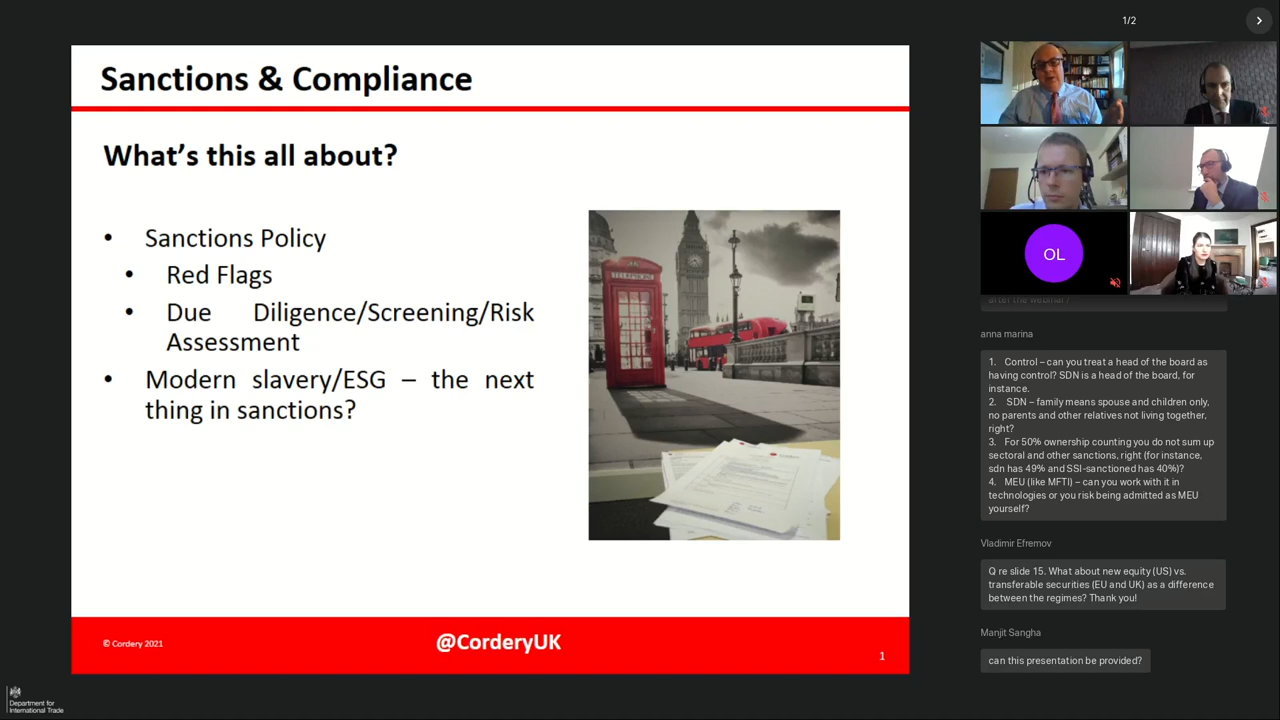 1/2
Sanctions & Compliance
What's this all about?
• Sanctions Policy
• Red Flags
• Due Diligence/Screening/Risk
Assessment
• Modern slavery/ESG – the next
thing in sanctions?
TELEPHONE
© Cordery 2021
@CorderyUK
1
OL
after the webinar?
anna marina
1. Control – can you treat a head of the board as
having control? SDN is a head of the board, for
instance.
2. SDN – family means spouse and children only,
no parents and other relatives not living together,
right?
3. For 50% ownership counting you do not sum up
sectoral and other sanctions, right (for instance,
sdn has 49% and SSI-sanctioned has 40%)?
4. MEU (like MFTI) – can you work with it in
technologies or you risk being admitted as MEU
yourself?
Vladimir Efremov
Q re slide 15. What about new equity (US) vs.
transferable securities (EU and UK) as a difference
between the regimes? Thank you!
Manjit Sangha
can this presentation be provided?
Department for
International Trade